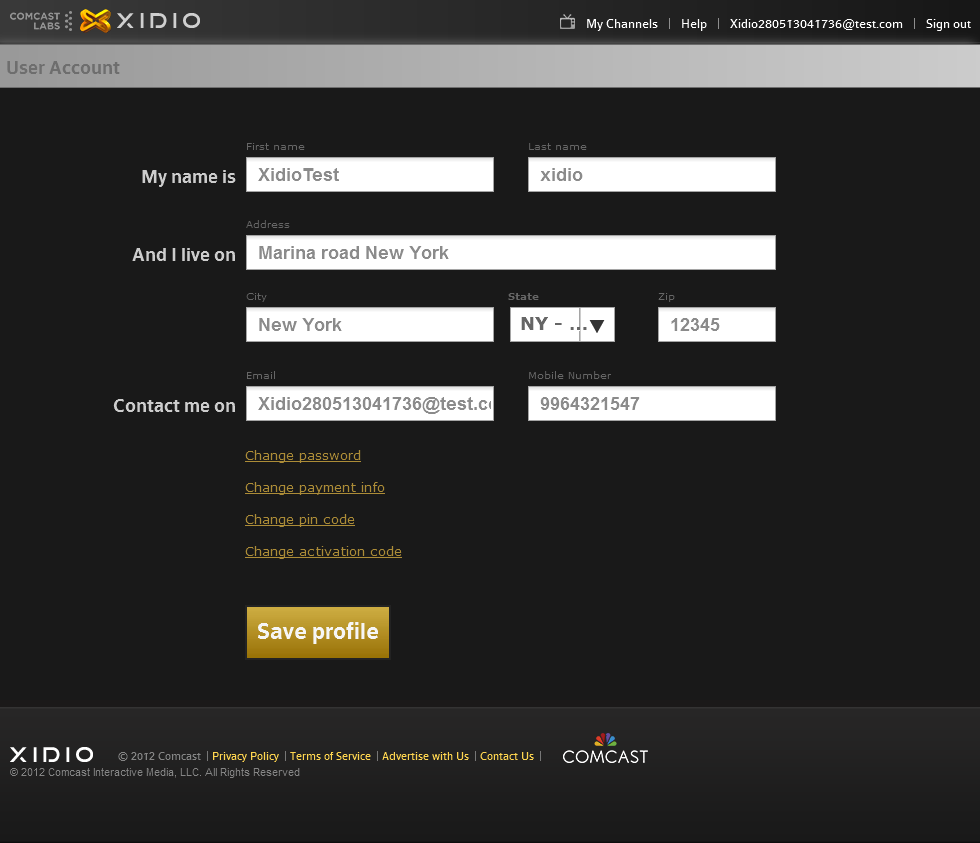 COMCAST LABS XIDIO My Channels | Help | Xidio280513041736@test.com | Sign out
User Account
First name Last name
My name is XidioTest xidio
Address
And I live on Marina road New York
City State Zip
New York NY - ... 12345
Email Mobile Number
Contact me on Xidio280513041736@test.c 9964321547
Change password
Change payment info
Change pin code
Change activation code
Save profile
XIDIO © 2012 Comcast | Privacy Policy | Terms of Service | Advertise with Us | Contact Us | COMCAST
© 2012 Comcast Interactive Media, LLC. All Rights Reserved